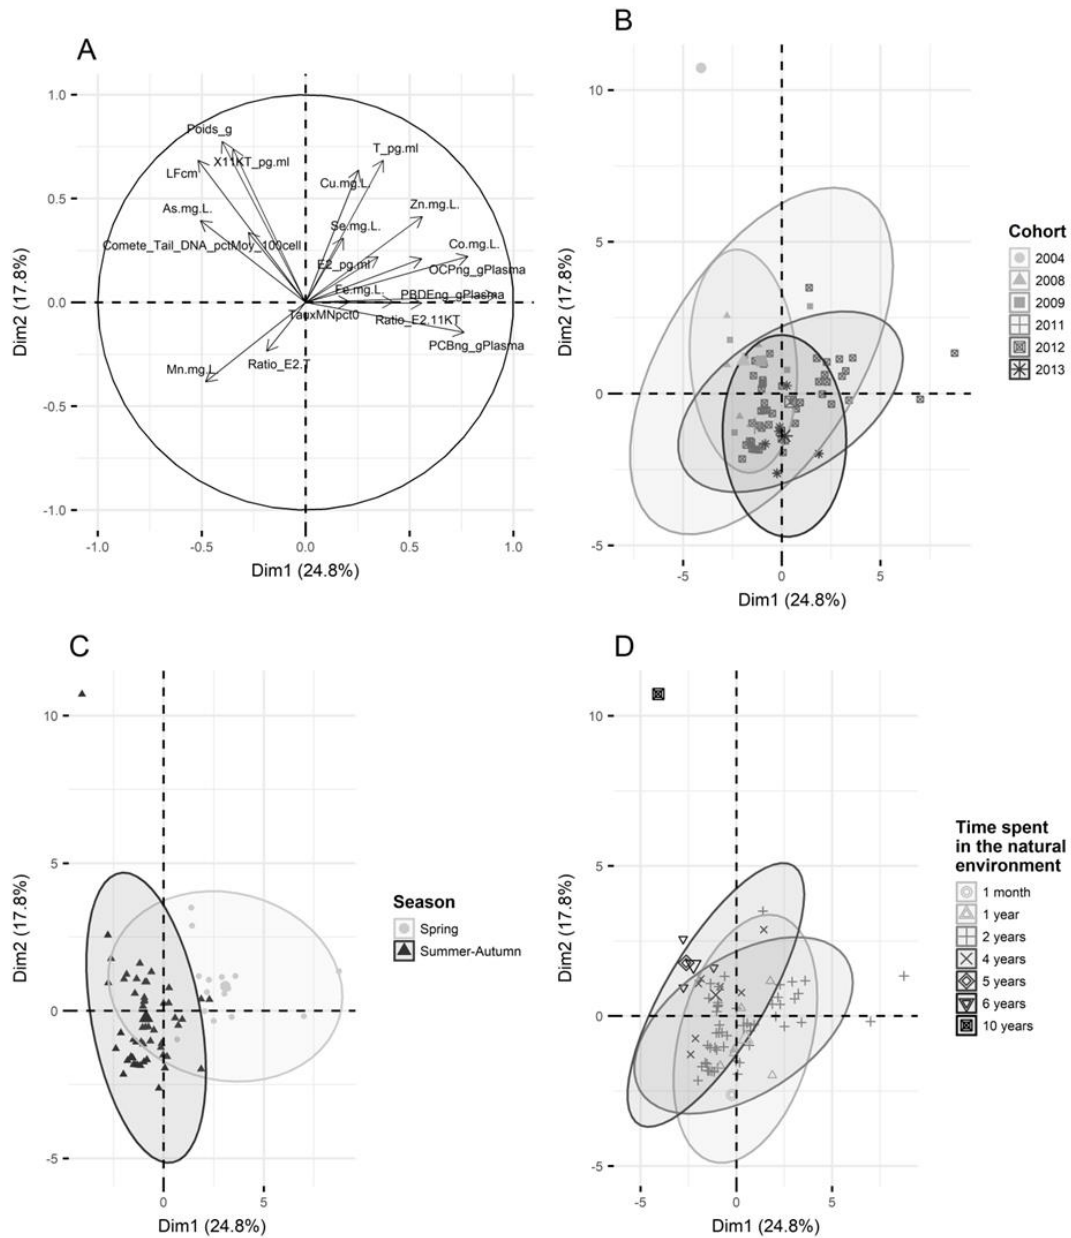 A
1.0
0.5
0.0
-0.5
-1.0
Dim2 (17.8%)
Poids_g
X11KT_pg.ml
LFcm
T_pg.ml
Cu.mg.L.
As.mg.L.
Zn.mg.L.
Se.mg.L.
Comete_Tail_DNA_pctMoy_100cell
Co.mg.L.
E2_pg.ml
OCPng_gPlasma
Fe.mg.L.
PBDEng_gPlasma
TauxMNpct0
Ratio_E2.11KT
PCBng_gPlasma
Mn.mg.L.
Ratio_E2.T
-1.0
-0.5
0.0
0.5
1.0
Dim1 (24.8%)
B
10
5
0
-5
Dim2 (17.8%)
-5
0
5
Dim1 (24.8%)
Cohort
2004
2008
2009
2011
2012
2013
C
10
5
0
-5
Dim2 (17.8%)
0
5
Dim1 (24.8%)
Season
Spring
Summer-Autumn
D
10
5
0
-5
Dim2 (17.8%)
-5
0
5
Dim1 (24.8%)
Time spent
in the natural
environment
1 month
1 year
2 years
4 years
5 years
6 years
10 years